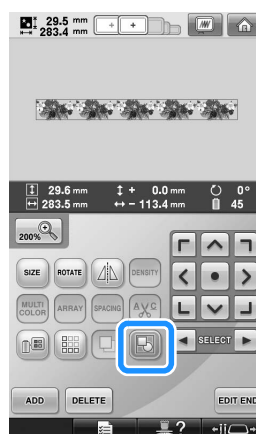 29.5 mm
283.4 mm
29.6 mm + 0.0 mm 0°
283.5 mm - 113.4 mm 45
200%
SIZE ROTATE DENSITY
MULTI COLOR ARRAY SPACING A C
SELECT
ADD DELETE EDIT END
?